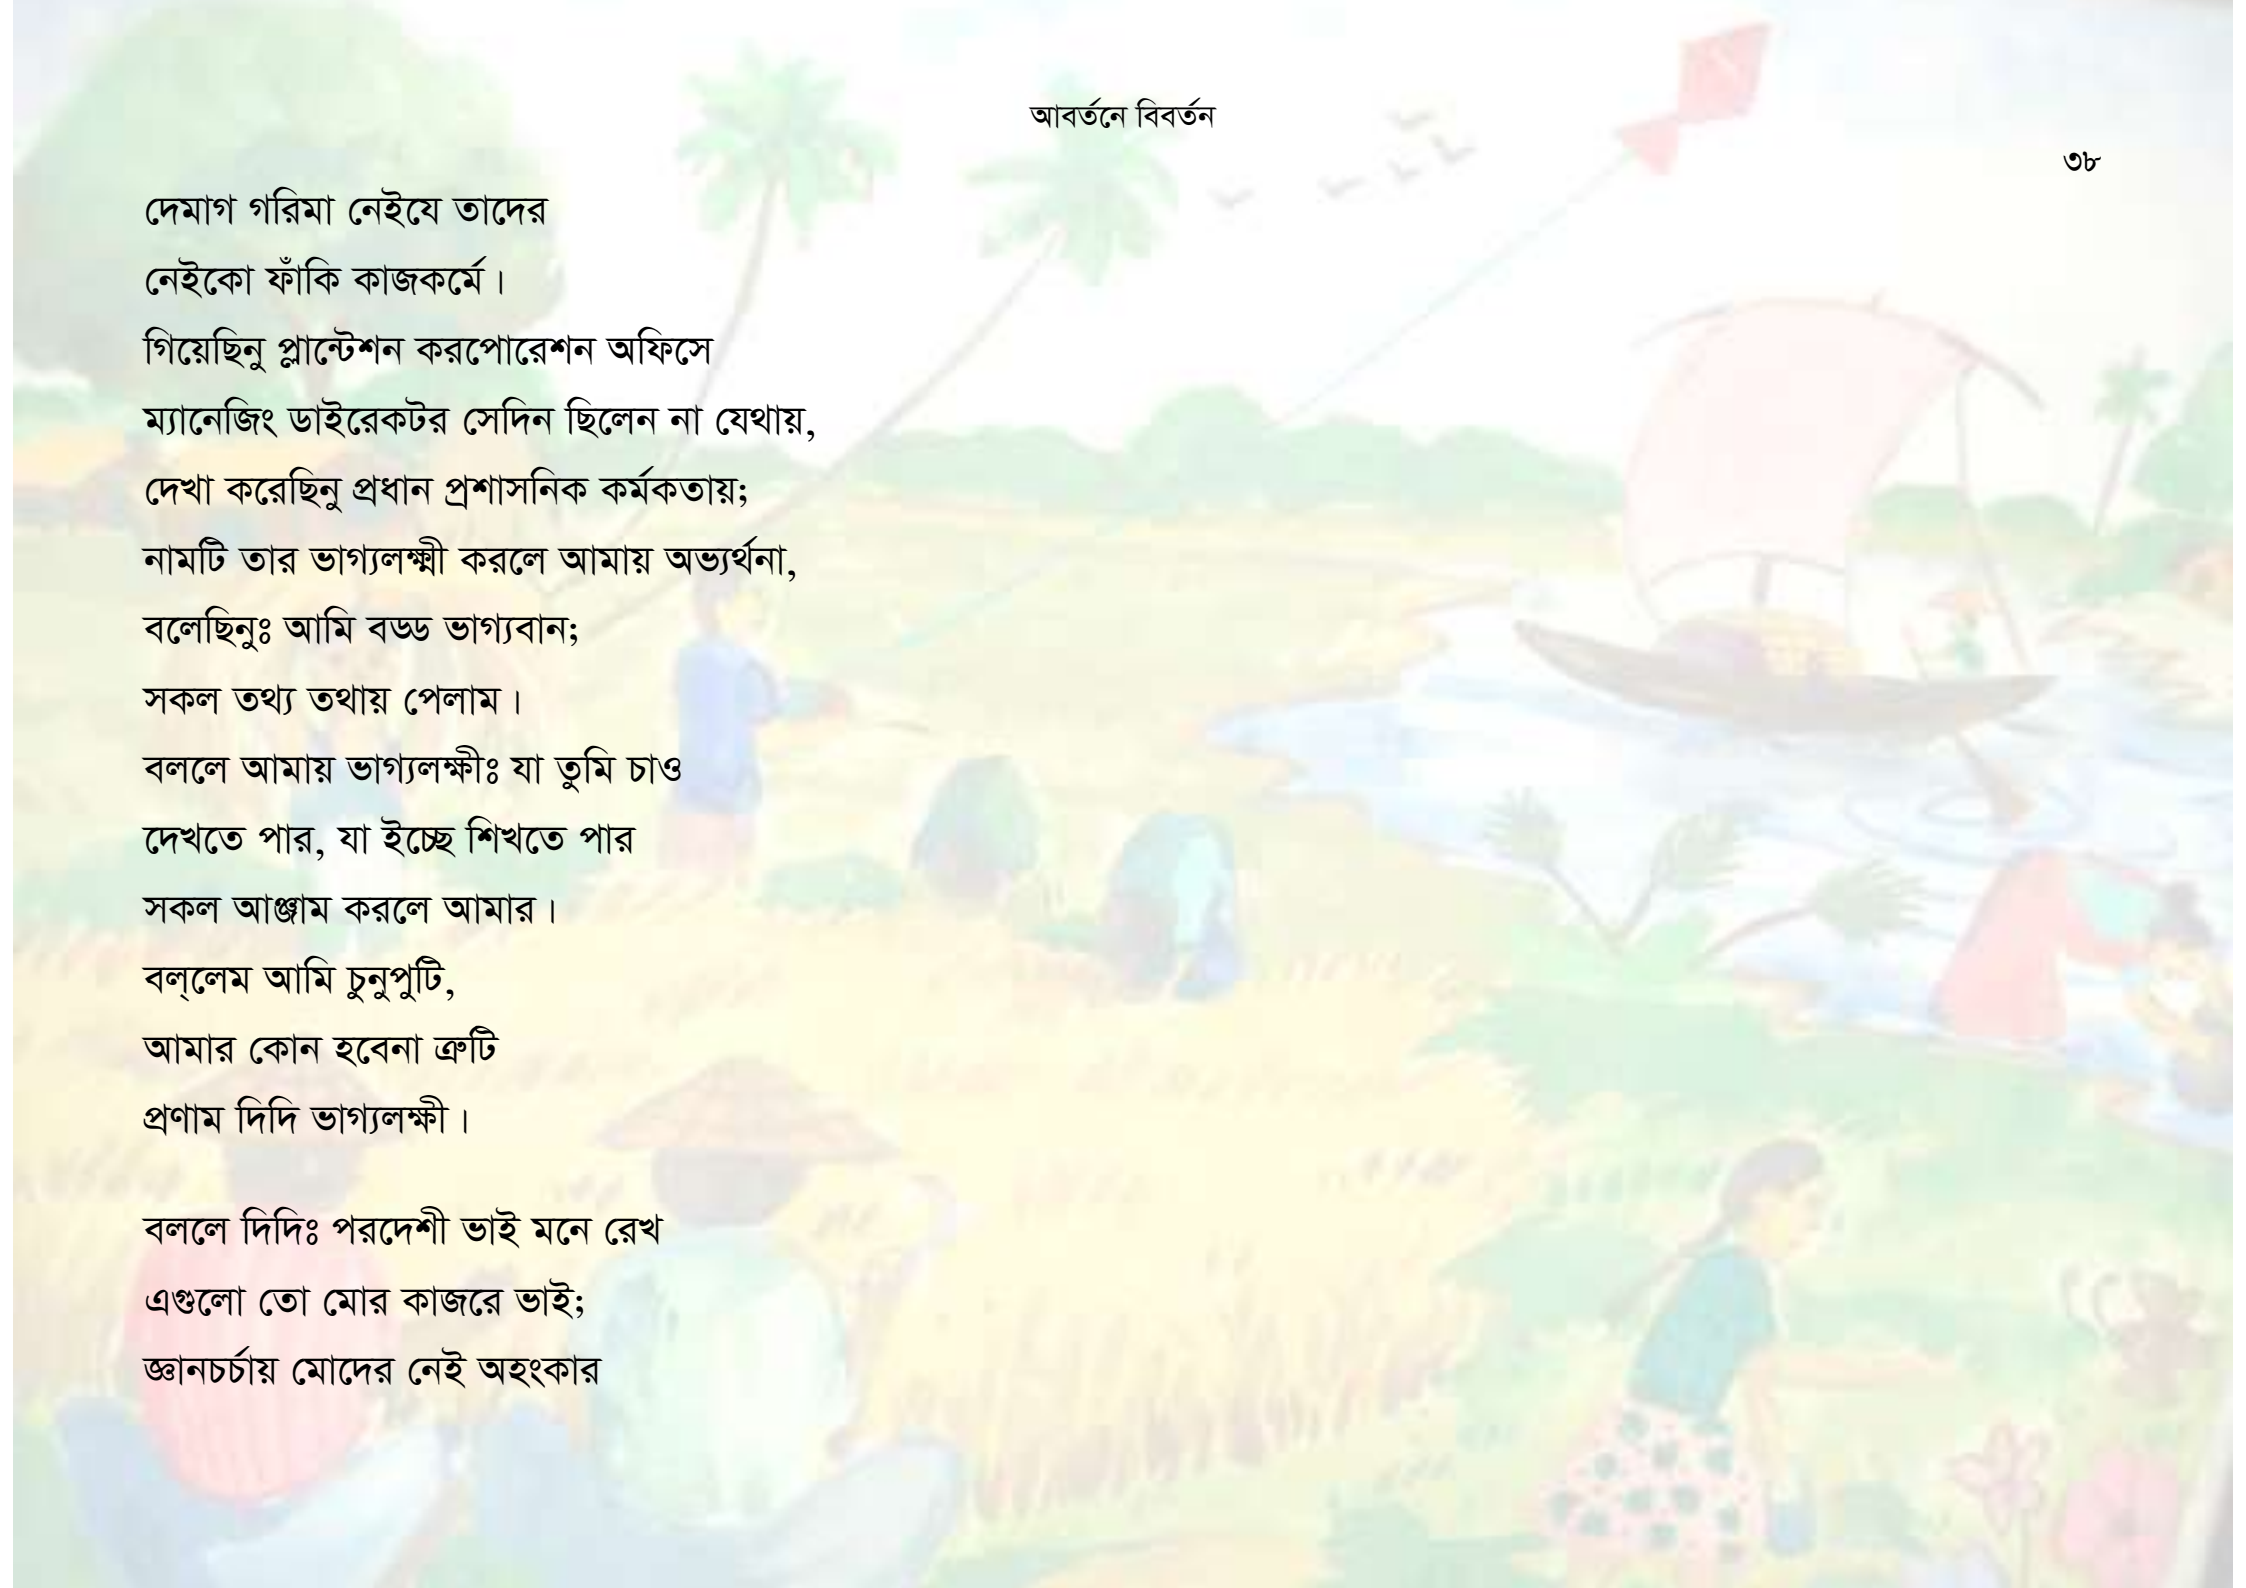 আবর্তনে বিবর্তন
৩৮
দেমাগ গরিমা নেইযে তাদের
নেইকো ফাঁকি কাজকর্মে।
গিয়েছিনু প্লান্টেশন করপোরেশন অফিসে
ম্যানেজিং ডাইরেকটর সেদিন ছিলেন না যেথায়,
দেখা করেছিনু প্রধান প্রশাসনিক কর্মকতায়;
নামটি তার ভাগ্যলক্ষ্মী করলে আমায় অভ্যর্থনা,
বলেছিনুঃ আমি বড্ড ভাগ্যবান;
সকল তথ্য তথায় পেলাম।
বললে আমায় ভাগ্যলক্ষীঃ যা তুমি চাও
দেখতে পার, যা ইচ্ছে শিখতে পার
সকল আঞ্জাম করলে আমার।
বল্‌লেম আমি চুনুপুটি,
আমার কোন হবেনা ত্রুটি
প্রণাম দিদি ভাগ্যলক্ষী।
বললে দিদিঃ পরদেশী ভাই মনে রেখ
এগুলো তো মোর কাজরে ভাই;
জ্ঞানচর্চায় মোদের নেই অহংকার